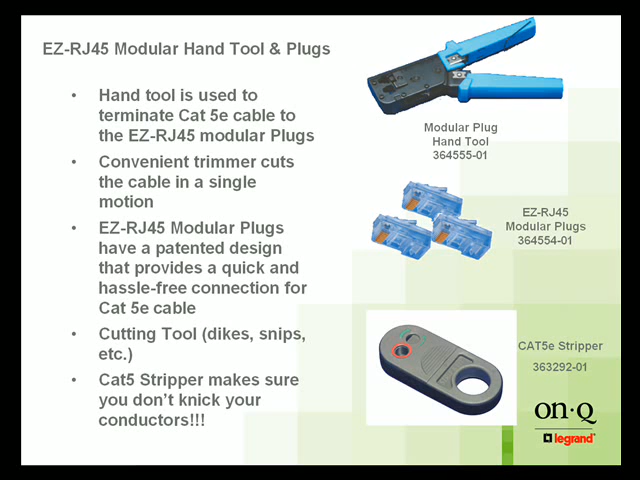 EZ-RJ45 Modular Hand Tool & Plugs
• Hand tool is used to
terminate Cat 5e cable to
the EZ-RJ45 modular Plugs
• Convenient trimmer cuts
the cable in a single
motion
• EZ-RJ45 Modular Plugs
have a patented design
that provides a quick and
hassle-free connection for
Cat 5e cable
• Cutting Tool (dikes, snips,
etc.)
• Cat5 Stripper makes sure
you don’t knick your
conductors!!!
Modular Plug
Hand Tool
364555-01
EZ-RJ45
Modular Plugs
364554-01
CAT5e Stripper
363292-01
on·Q
legrand